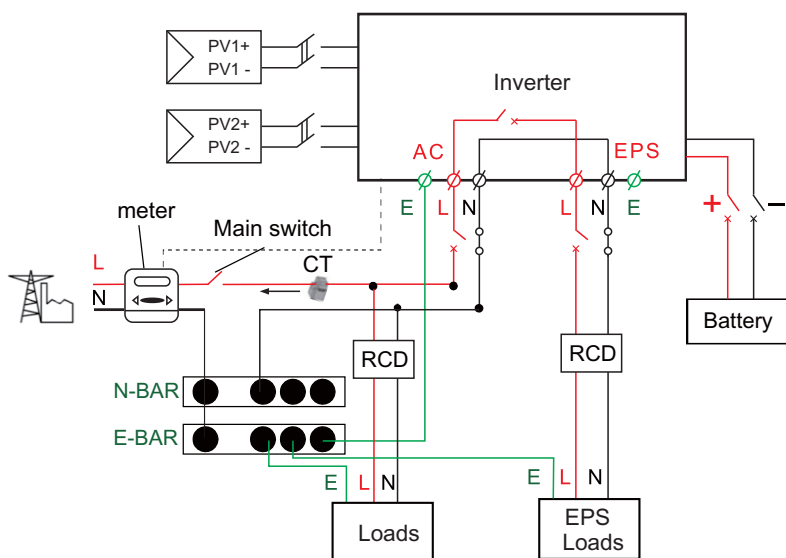 PV1+
PV1 -
PV2+
PV2 -
Inverter
AC
EPS
E
L
N
L
N
E
meter
Main switch
CT
L
N
+
−
Battery
RCD
RCD
N-BAR
E-BAR
E
L
N
E
L
N
Loads
EPS
Loads